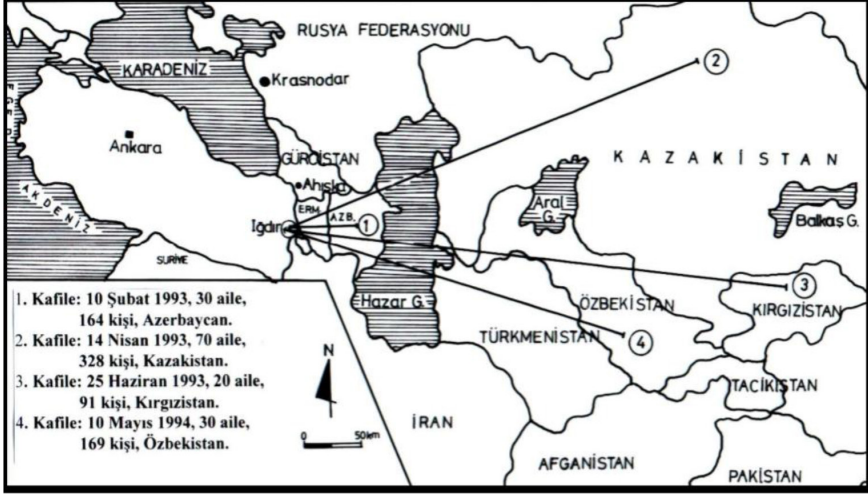 RUSYA FEDERASYONU
KARADENİZ
Krasnodar
EGE D.
Ankara
GÜRCİSTAN
KAZAKİSTAN
Ahıska
AKDENİZ
ERM.
AZB.
Iğdır
Aral G.
Balkaş G.
SURİYE
Hazar G.
ÖZBEKİSTAN
KIRGIZİSTAN
TÜRKMENİSTAN
TACİKİSTAN
İRAN
AFGANİSTAN
PAKİSTAN
1
2
3
4
1. Kafile: 10 Şubat 1993, 30 aile,
164 kişi, Azerbaycan.
2. Kafile: 14 Nisan 1993, 70 aile,
328 kişi, Kazakistan.
3. Kafile: 25 Haziran 1993, 20 aile,
91 kişi, Kırgızistan.
4. Kafile: 10 Mayıs 1994, 30 aile,
169 kişi, Özbekistan.
N
0 50km